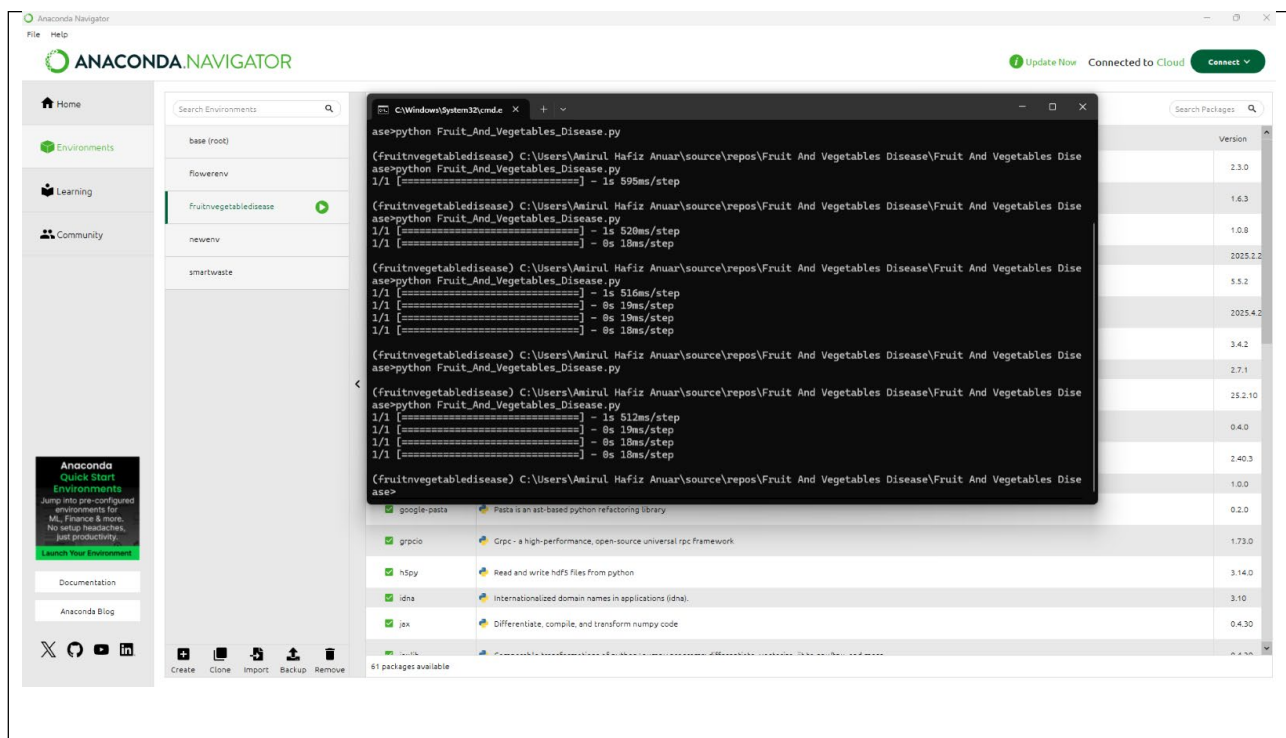 Anaconda Navigator
File Help
ANACONDA.NAVIGATOR
Update Now Connected to Cloud Connect
Home
Environments
Learning
Community
Search Environments
base (root)
flowerenv
fruitnvegetabledisease
newenv
smartwaste
C:\Windows\System32\cmd.e
ase>python Fruit_And_Vegetables_Disease.py
(fruitnvegetabledisease) C:\Users\Amirul Hafiz Anuar\source\repos\Fruit And Vegetables Disease\Fruit And Vegetables Dise
ase>python Fruit_And_Vegetables_Disease.py
1/1 [==============================] - 1s 595ms/step
(fruitnvegetabledisease) C:\Users\Amirul Hafiz Anuar\source\repos\Fruit And Vegetables Disease\Fruit And Vegetables Dise
ase>python Fruit_And_Vegetables_Disease.py
1/1 [==============================] - 1s 520ms/step
1/1 [==============================] - 0s 18ms/step
(fruitnvegetabledisease) C:\Users\Amirul Hafiz Anuar\source\repos\Fruit And Vegetables Disease\Fruit And Vegetables Dise
ase>python Fruit_And_Vegetables_Disease.py
1/1 [==============================] - 1s 516ms/step
1/1 [==============================] - 0s 19ms/step
1/1 [==============================] - 0s 19ms/step
1/1 [==============================] - 0s 18ms/step
(fruitnvegetabledisease) C:\Users\Amirul Hafiz Anuar\source\repos\Fruit And Vegetables Disease\Fruit And Vegetables Dise
ase>python Fruit_And_Vegetables_Disease.py
(fruitnvegetabledisease) C:\Users\Amirul Hafiz Anuar\source\repos\Fruit And Vegetables Disease\Fruit And Vegetables Dise
ase>python Fruit_And_Vegetables_Disease.py
1/1 [==============================] - 1s 512ms/step
1/1 [==============================] - 0s 19ms/step
1/1 [==============================] - 0s 18ms/step
1/1 [==============================] - 0s 18ms/step
(fruitnvegetabledisease) C:\Users\Amirul Hafiz Anuar\source\repos\Fruit And Vegetables Disease\Fruit And Vegetables Dise
ase>
Search Packages
Version
2.3.0
1.6.3
1.0.8
2025.2.2
5.5.2
2025.4.2
3.4.2
2.7.1
25.2.10
0.4.0
2.40.3
1.0.0
google-pasta Pasta is an ast-based python refactoring library 0.2.0
grpcio Grpc - a high-performance, open-source universal rpc framework 1.73.0
h5py Read and write hdf5 files from python 3.14.0
idna Internationalized domain names in applications (idna). 3.10
jax Differentiate, compile, and transform numpy code 0.4.30
61 packages available
Anaconda
Quick Start
Environments
Jump into pre-configured
environments for
ML, Finance & more.
No setup headaches,
just productivity.
Launch Your Environment
Documentation
Anaconda Blog
Create Clone Import Backup Remove